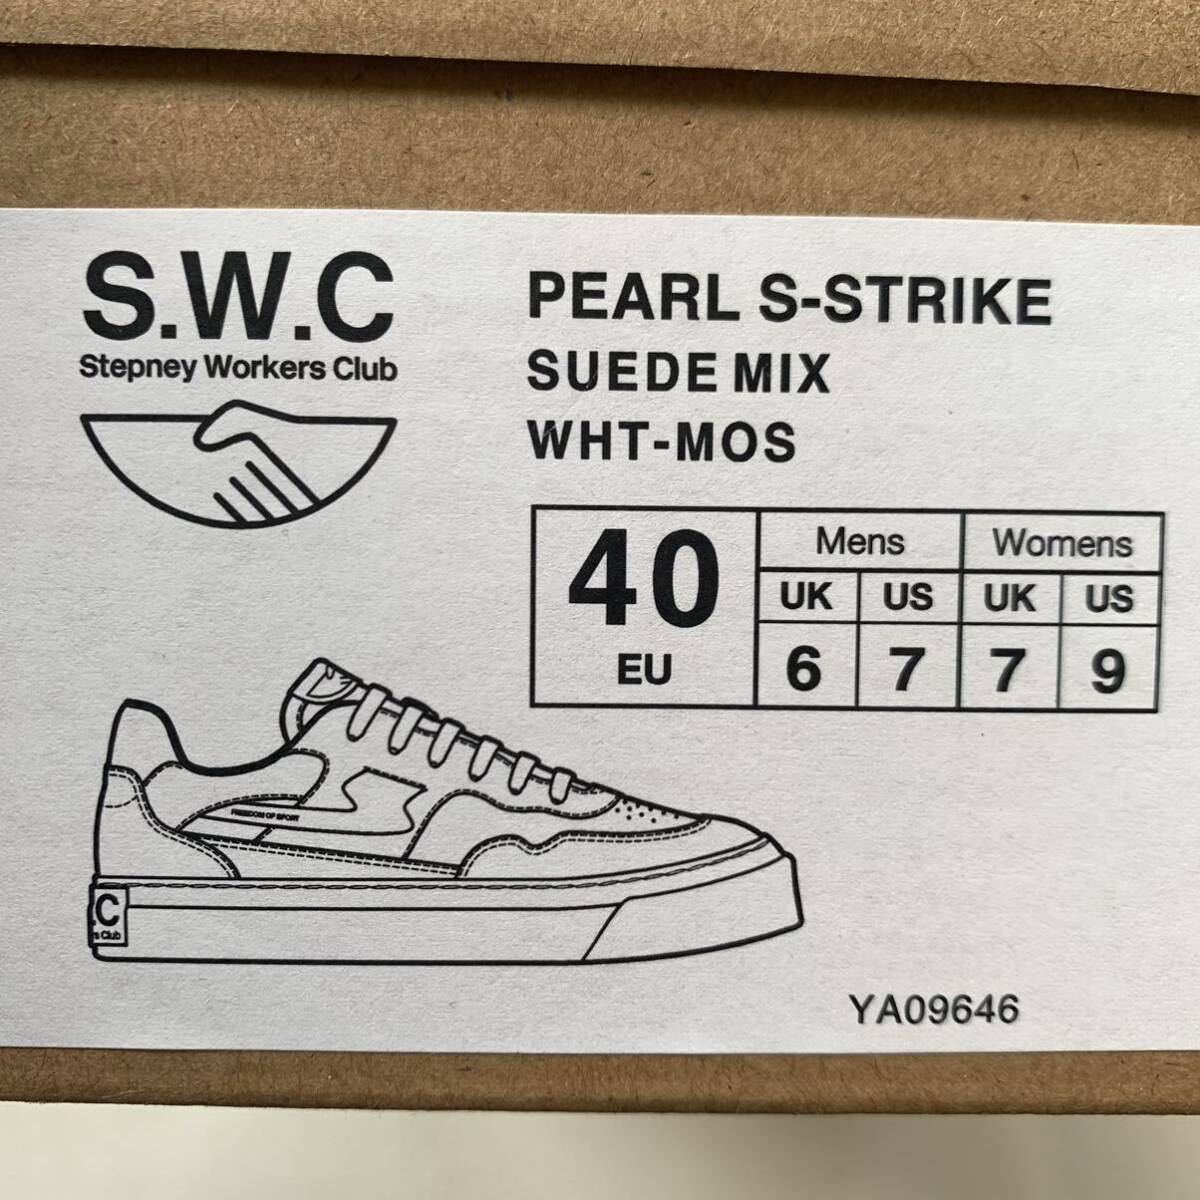 S.W.C
Stepney Workers Club
PEARL S-STRIKE
SUEDE MIX
WHT-MOS
40
EU
Mens
Womens
UK
US
UK
US
6
7
7
9
FREEDOM OF SPORT
.C
s Club
YA09646